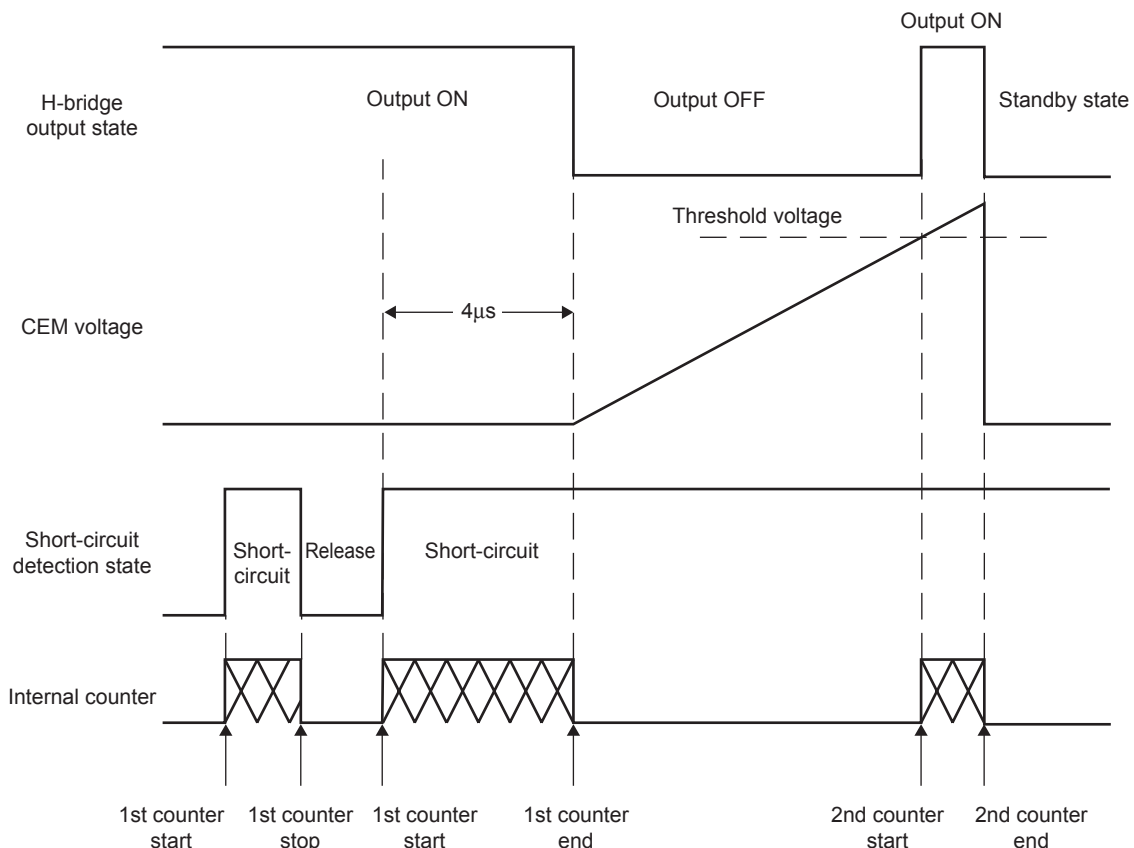 Output ON
H-bridge
output state
Output ON
Output OFF
Standby state
Threshold voltage
4μs
CEM voltage
Short-circuit
detection state
Short-
circuit
Release
Short-circuit
Internal counter
1st counter
start
1st counter
stop
1st counter
start
1st counter
end
2nd counter
start
2nd counter
end